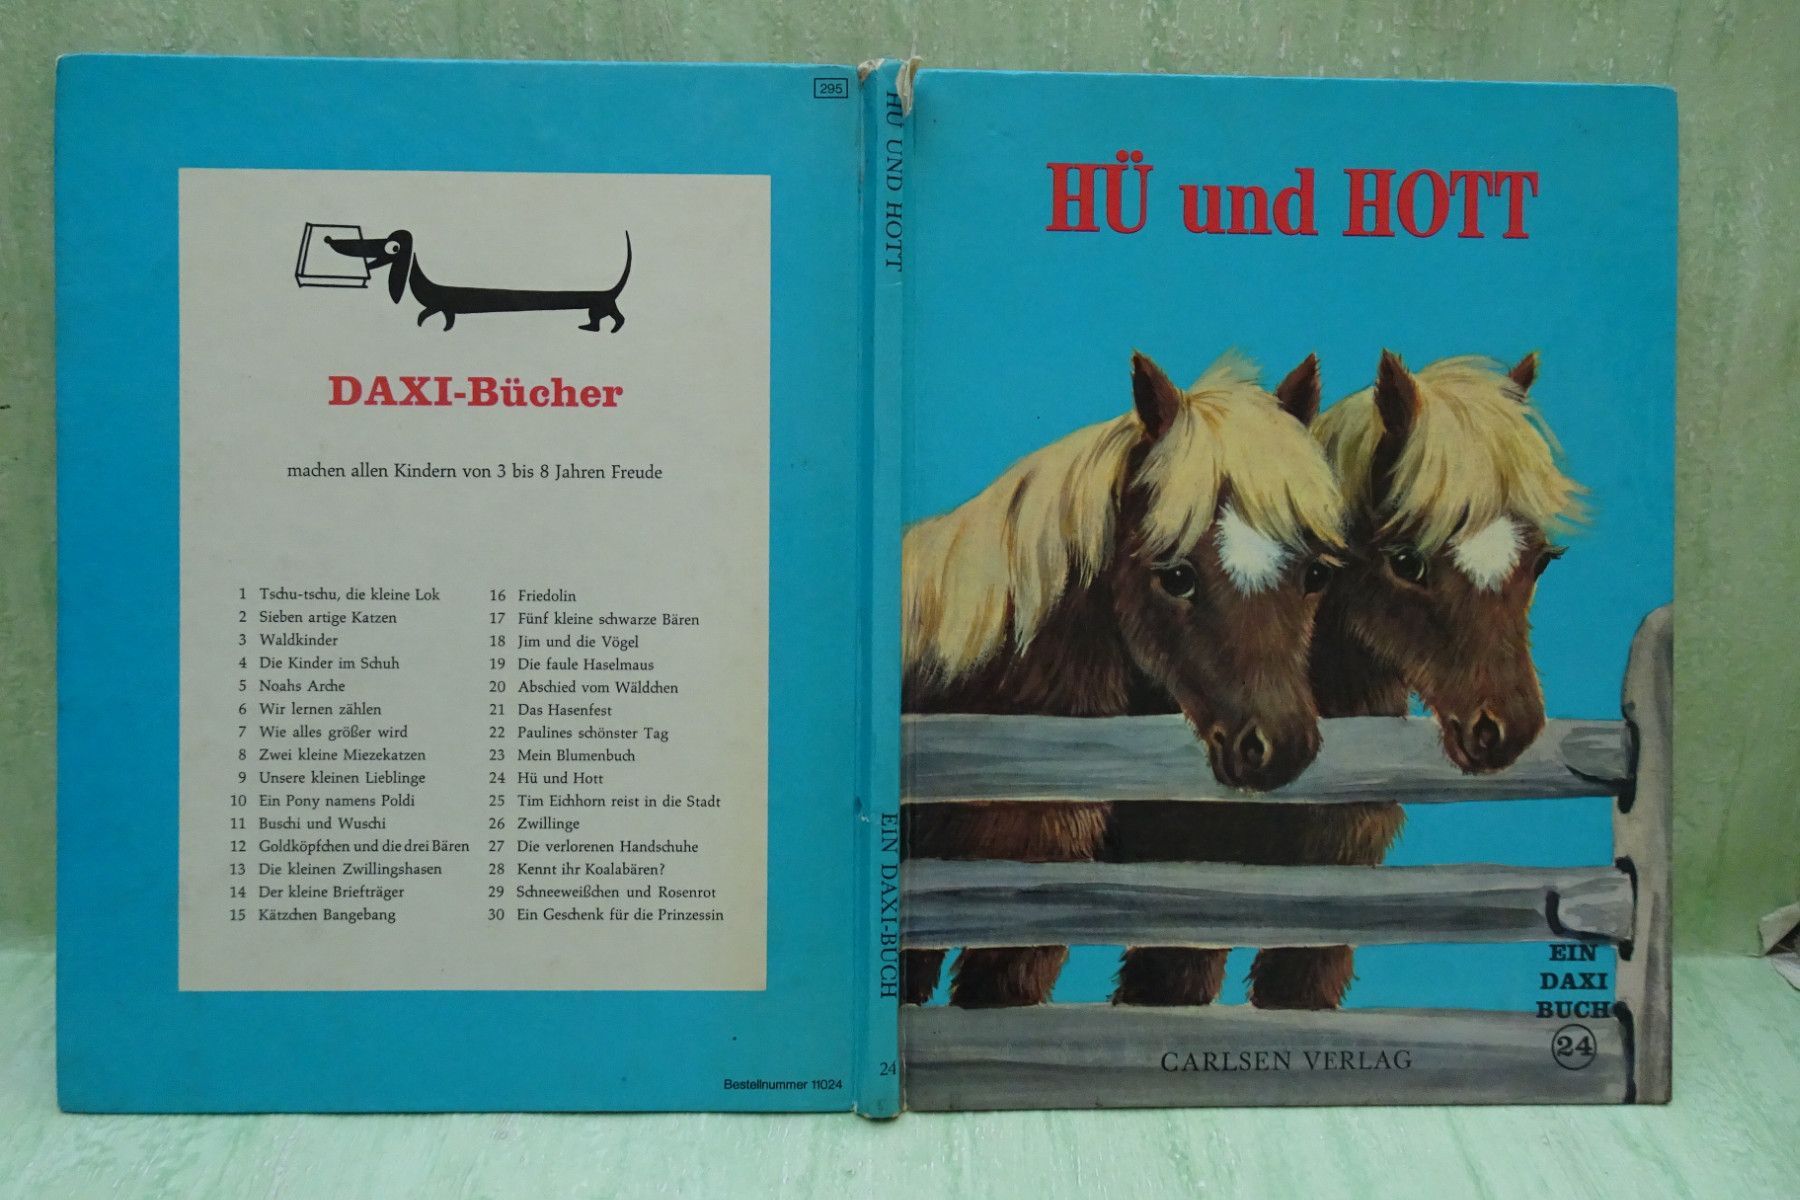 295
DAXI-Bücher
machen allen Kindern von 3 bis 8 Jahren Freude
1 Tschu-tschu, die kleine Lok
2 Sieben artige Katzen
3 Waldkinder
4 Die Kinder im Schuh
5 Noahs Arche
6 Wir lernen zählen
7 Wie alles größer wird
8 Zwei kleine Miezekatzen
9 Unsere kleinen Lieblinge
10 Ein Pony namens Poldi
11 Buschi und Wuschi
12 Goldköpfchen und die drei Bären
13 Die kleinen Zwillingshasen
14 Der kleine Briefträger
15 Kätzchen Bangebang
16 Friedolin
17 Fünf kleine schwarze Bären
18 Jim und die Vögel
19 Die faule Haselmaus
20 Abschied vom Wäldchen
21 Das Hasenfest
22 Paulines schönster Tag
23 Mein Blumenbuch
24 Hü und Hott
25 Tim Eichhorn reist in die Stadt
26 Zwillinge
27 Die verlorenen Handschuhe
28 Kennt ihr Koalabären?
29 Schneeweißchen und Rosenrot
30 Ein Geschenk für die Prinzessin
Bestellnummer 11024
HÜ UND HOTT
EIN DAXI-BUCH
24
HÜ und HOTT
EIN
DAXI
BUCH
24
CARLSEN VERLAG